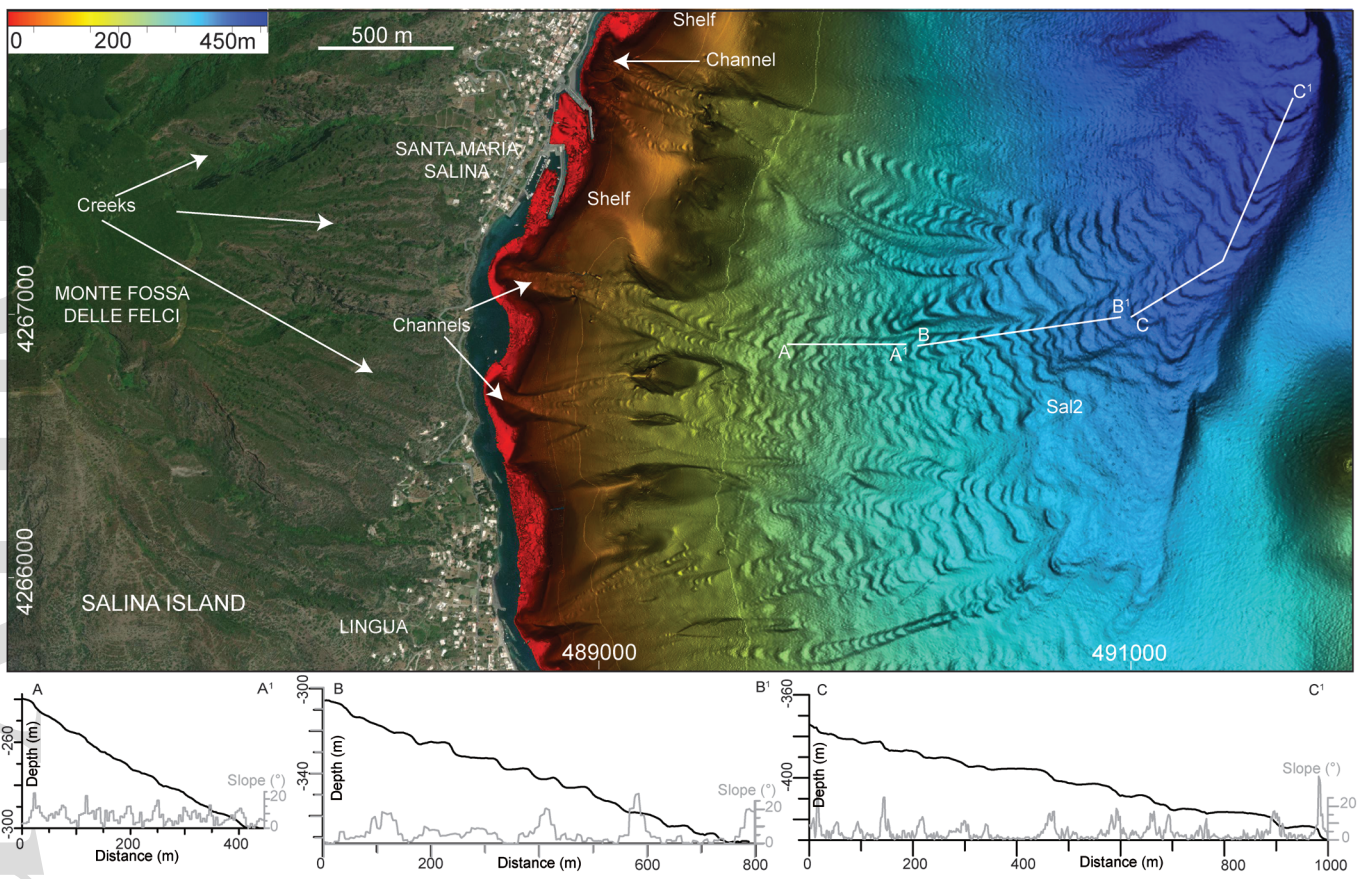 0 200 450m
500 m
Shelf
Channel
C¹
SANTA MARIA
SALINA
Creeks
Shelf
4267000
MONTE FOSSA
DELLE FELCI
Channels
B¹
C
B
A
A¹
Sal2
4266000
SALINA ISLAND
LINGUA
489000
491000
A
A¹
-260
-300
Depth (m)
Slope (°)
20
0
0 200 400
Distance (m)
-300
B
B¹
-340
Depth (m)
Slope (°)
20
0
0 200 400 600 800
Distance (m)
-360
C
C¹
-400
Depth (m)
Slope (°)
20
0
0 200 400 600 800 1000
Distance (m)